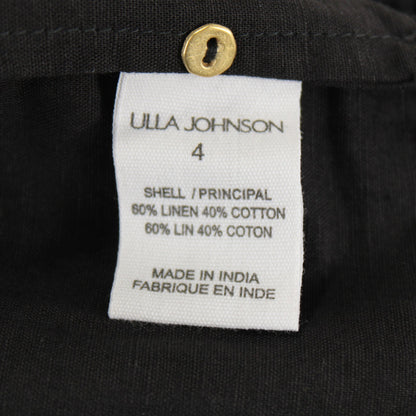 ULLA JOHNSON
4
SHELL / PRINCIPAL
60% LINEN 40% COTTON
60% LIN 40% COTON
MADE IN INDIA
FABRIQUE EN INDE